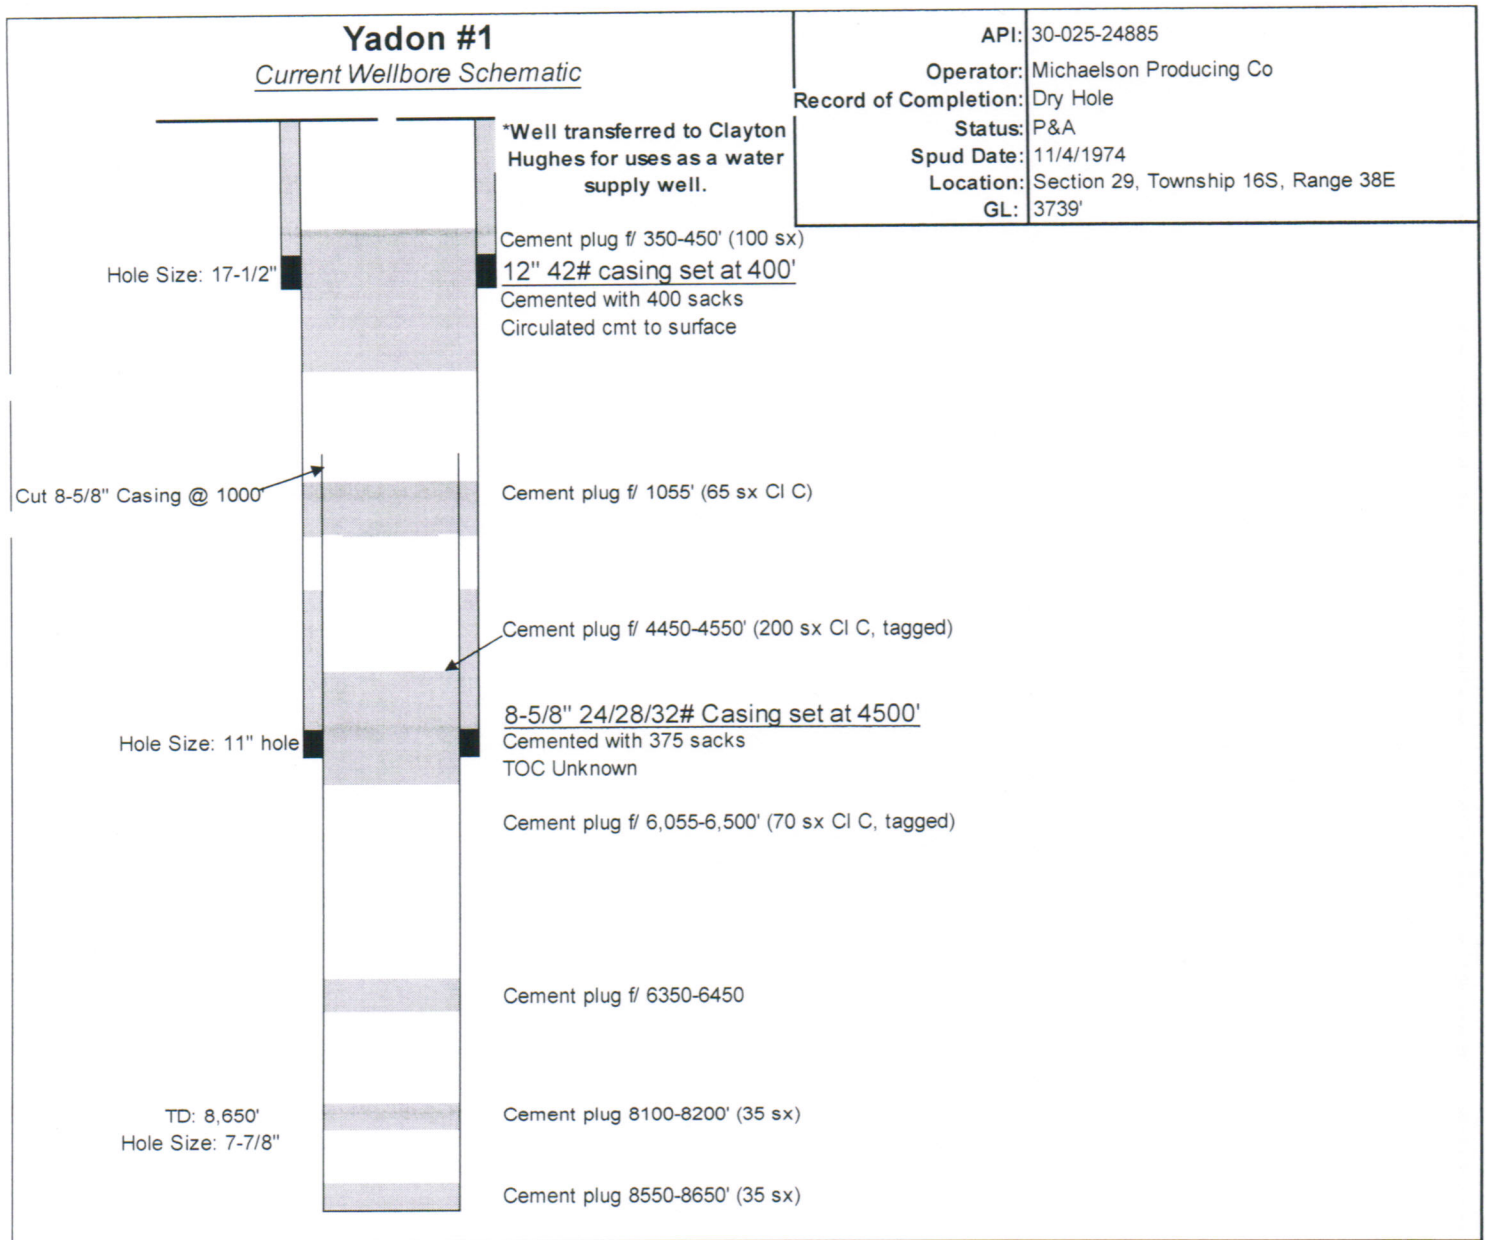 Yadon #1
Current Wellbore Schematic
API: 30-025-24885
Operator: Michaelson Producing Co
Record of Completion: Dry Hole
Status: P&A
Spud Date: 11/4/1974
Location: Section 29, Township 16S, Range 38E
GL: 3739'
*Well transferred to Clayton
Hughes for uses as a water
supply well.
Cement plug f/ 350-450' (100 sx)
Hole Size: 17-1/2"
12" 42# casing set at 400'
Cemented with 400 sacks
Circulated cmt to surface
Cut 8-5/8" Casing @ 1000'
Cement plug f/ 1055' (65 sx Cl C)
Cement plug f/ 4450-4550' (200 sx Cl C, tagged)
8-5/8" 24/28/32# Casing set at 4500'
Hole Size: 11" hole
Cemented with 375 sacks
TOC Unknown
Cement plug f/ 6,055-6,500' (70 sx Cl C, tagged)
Cement plug f/ 6350-6450
TD: 8,650'
Hole Size: 7-7/8"
Cement plug 8100-8200' (35 sx)
Cement plug 8550-8650' (35 sx)